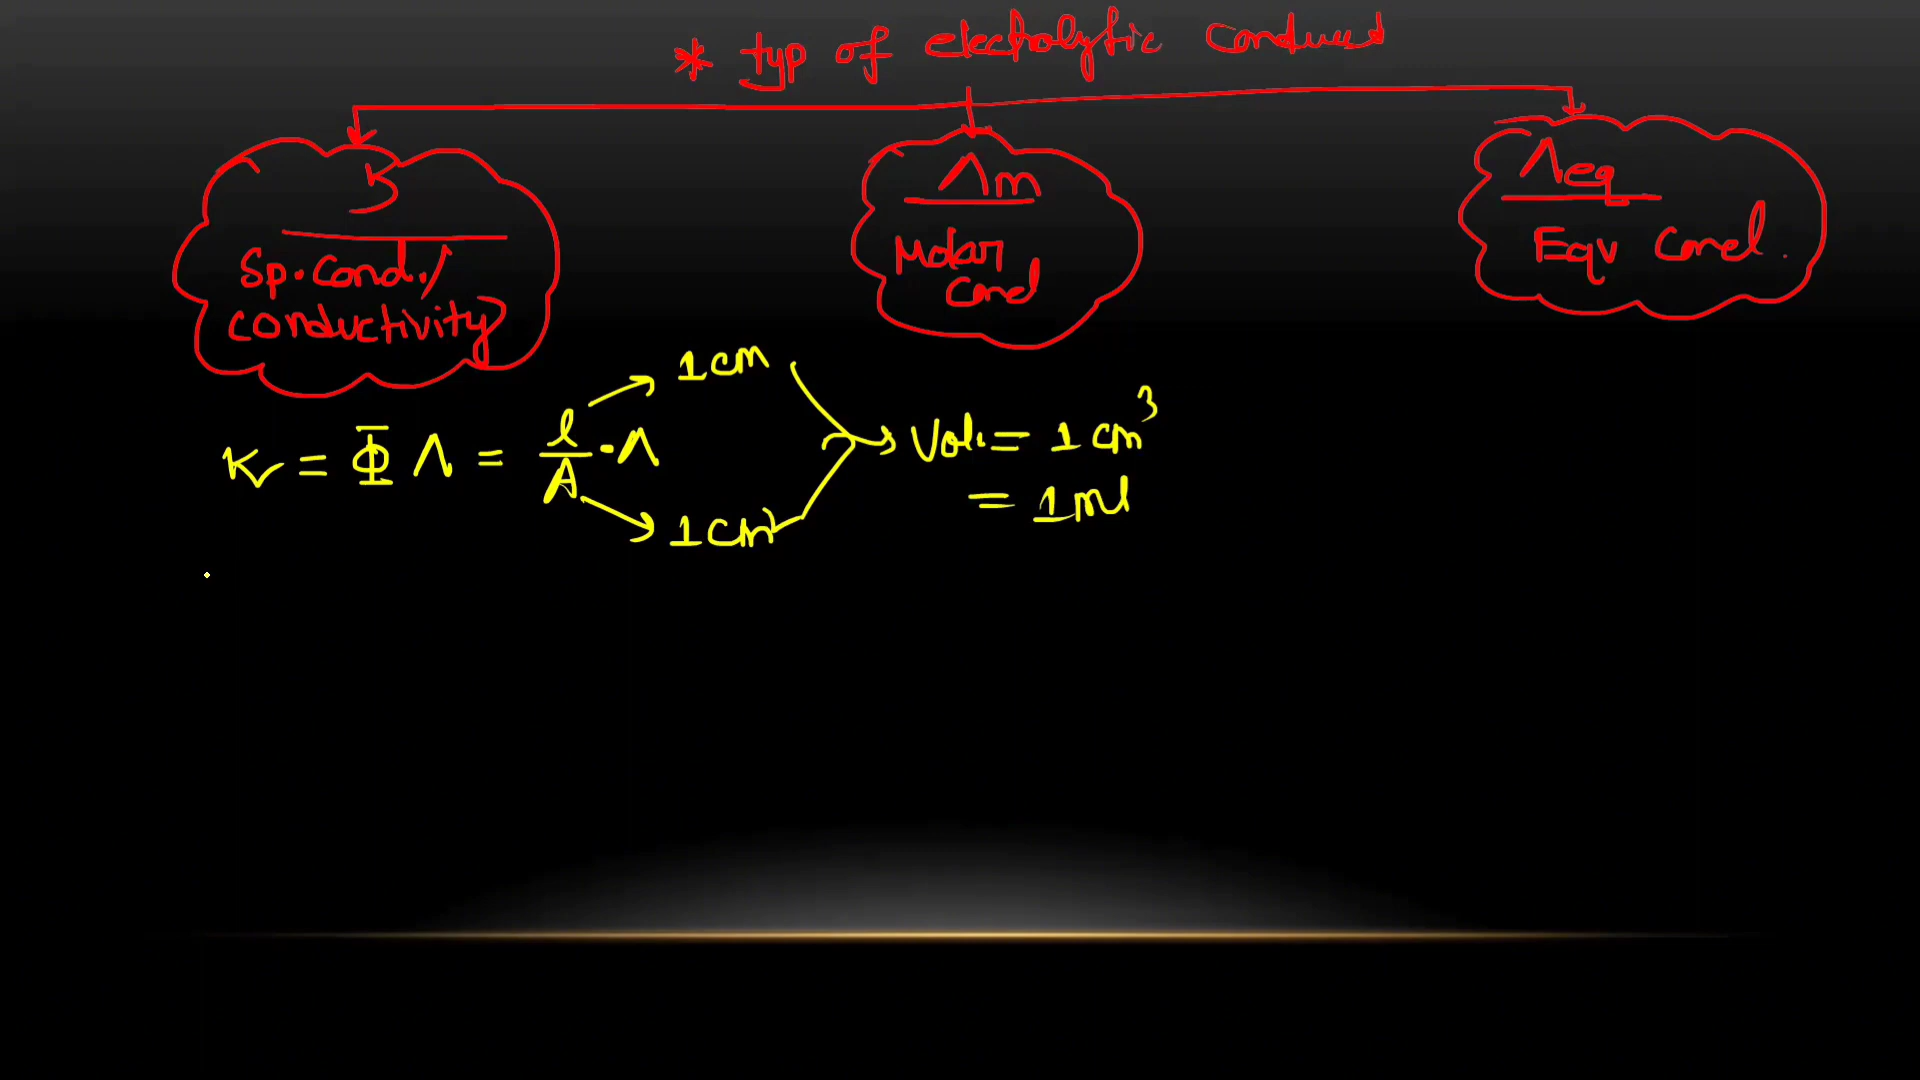 * typ of electrolytic conduct
K
Sp. Cond./
conductivity
Λm
Molar
Cond
Λeq
Eqv Cond.
K = Φ Λ = l/A · Λ
1 cm
1 cm²
Vol. = 1 cm³
= 1 ml